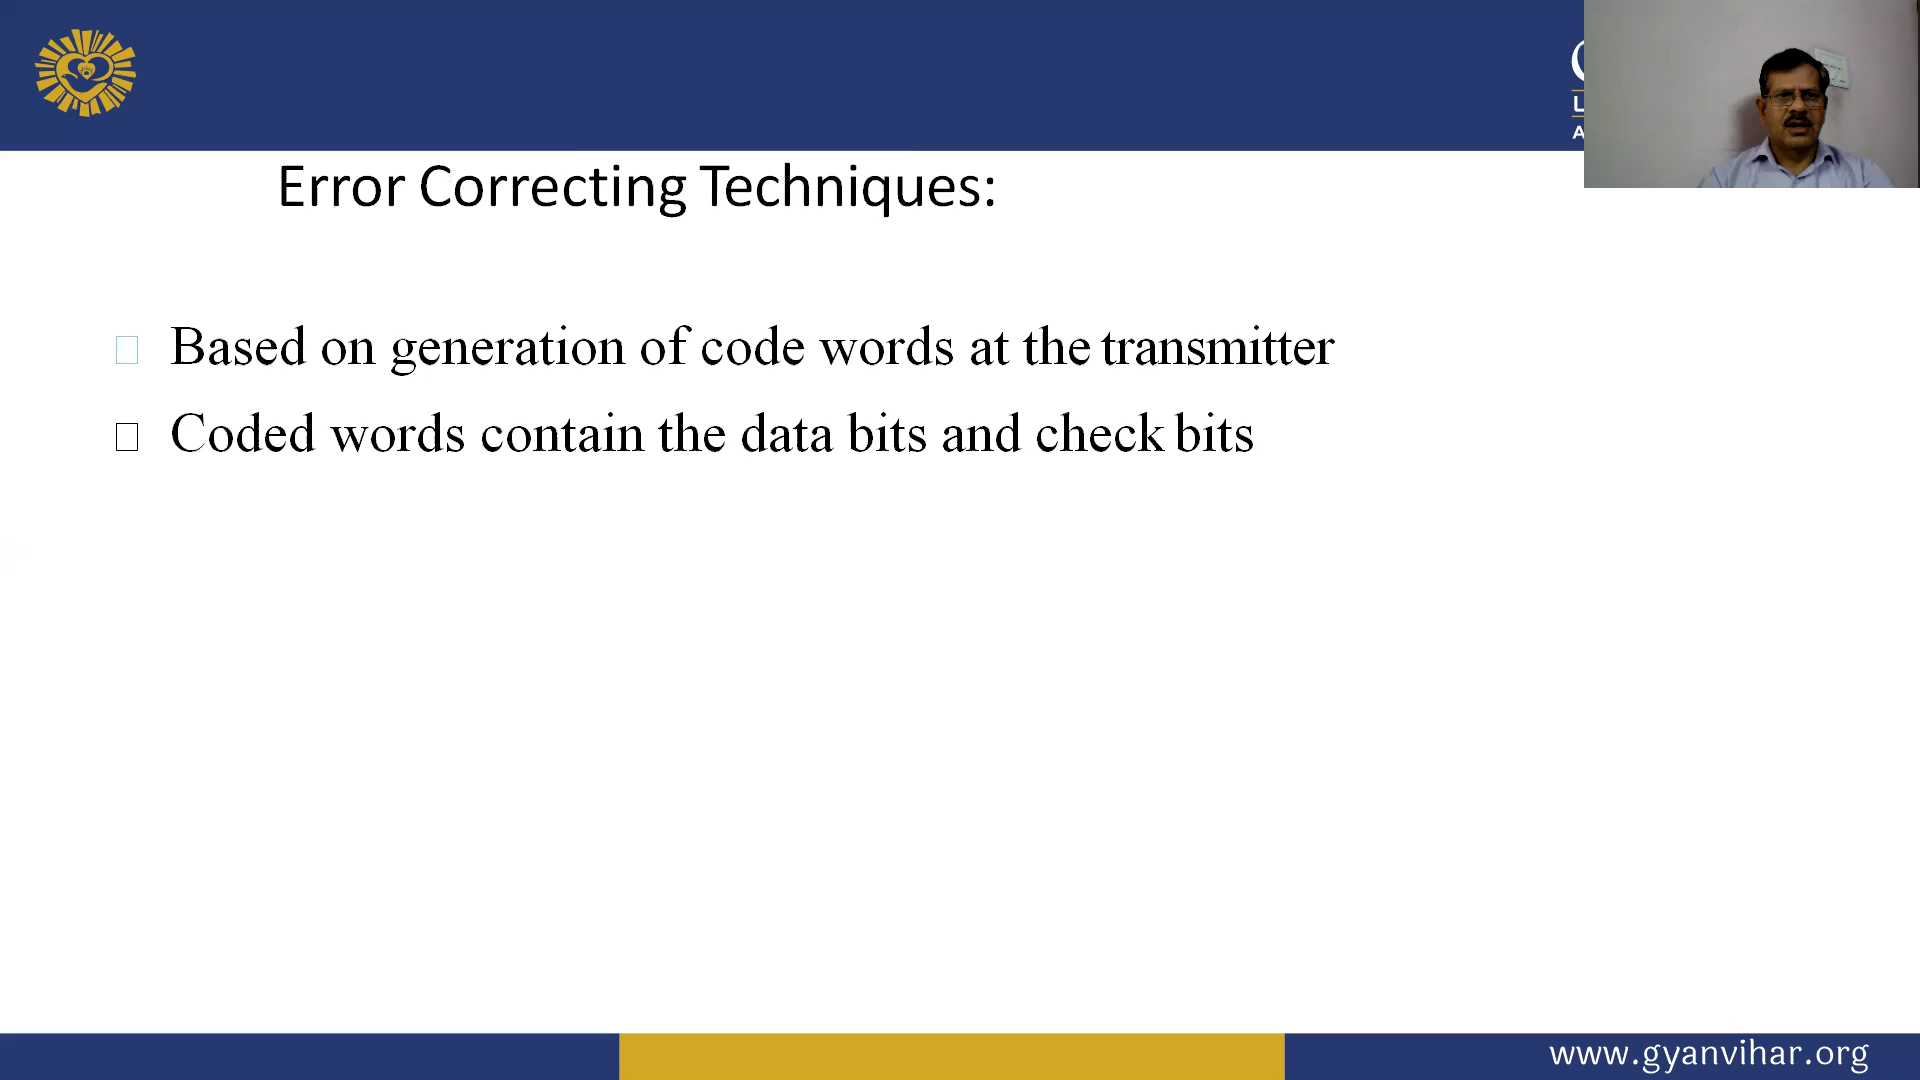 Error Correcting Techniques:
Based on generation of code words at the transmitter
Coded words contain the data bits and check bits
www.gyanvihar.org